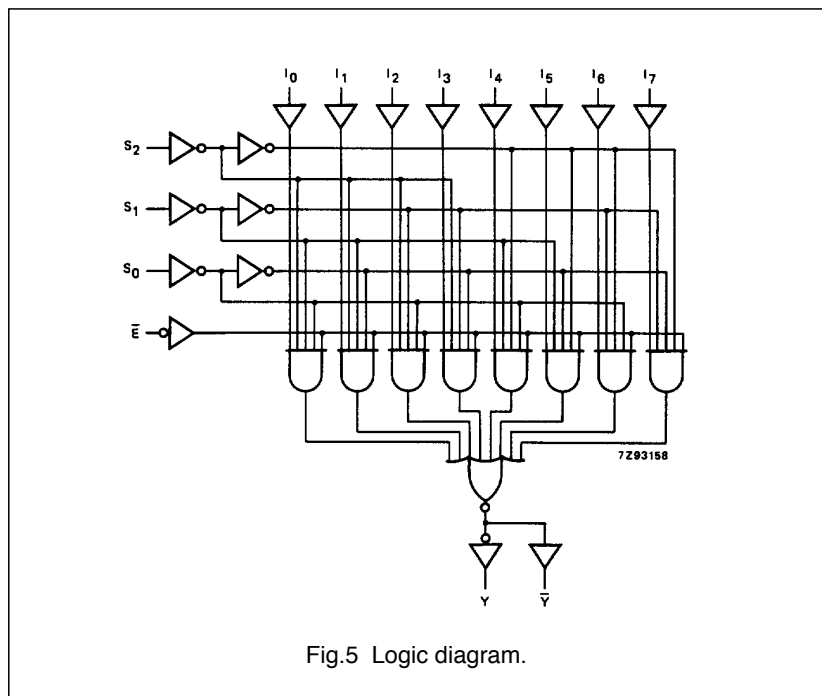 I0 I1 I2 I3 I4 I5 I6 I7
S2
S1
S0
E̅
7Z93158
Y Y̅
Fig.5 Logic diagram.